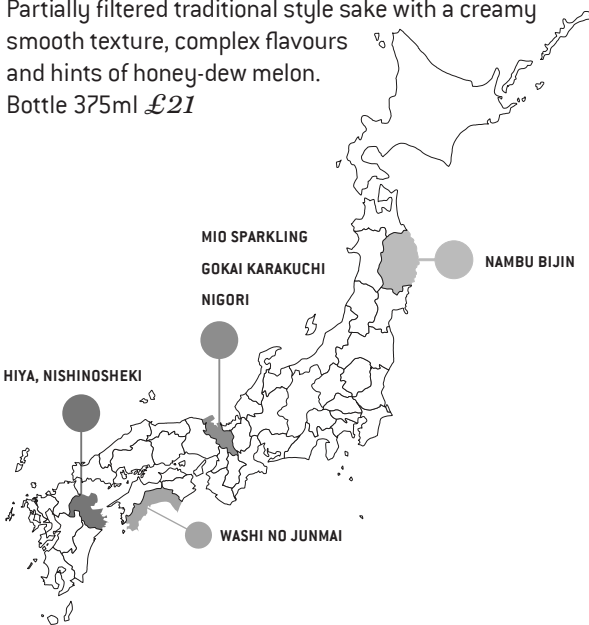 Partially filtered traditional style sake with a creamy
smooth texture, complex flavours
and hints of honey-dew melon.
Bottle 375ml £21
MIO SPARKLING
GOKAI KARAKUCHI
NIGORI
NAMBU BIJIN
HIYA, NISHINOSHEKI
WASHI NO JUNMAI